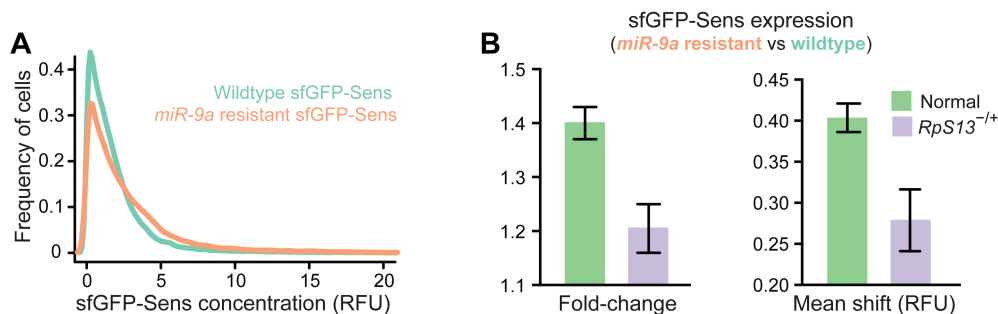 A
Frequency of cells
0.4
0.3
0.2
0.1
0
Wildtype sfGFP-Sens
miR-9a resistant sfGFP-Sens
0 5 10 15 20
sfGFP-Sens concentration (RFU)
B
sfGFP-Sens expression
(miR-9a resistant vs wildtype)
1.5
1.4
1.3
1.2
1.1
Fold-change
0.45
0.40
0.35
0.30
0.25
0.20
Mean shift (RFU)
Normal
RpS13⁻/⁺